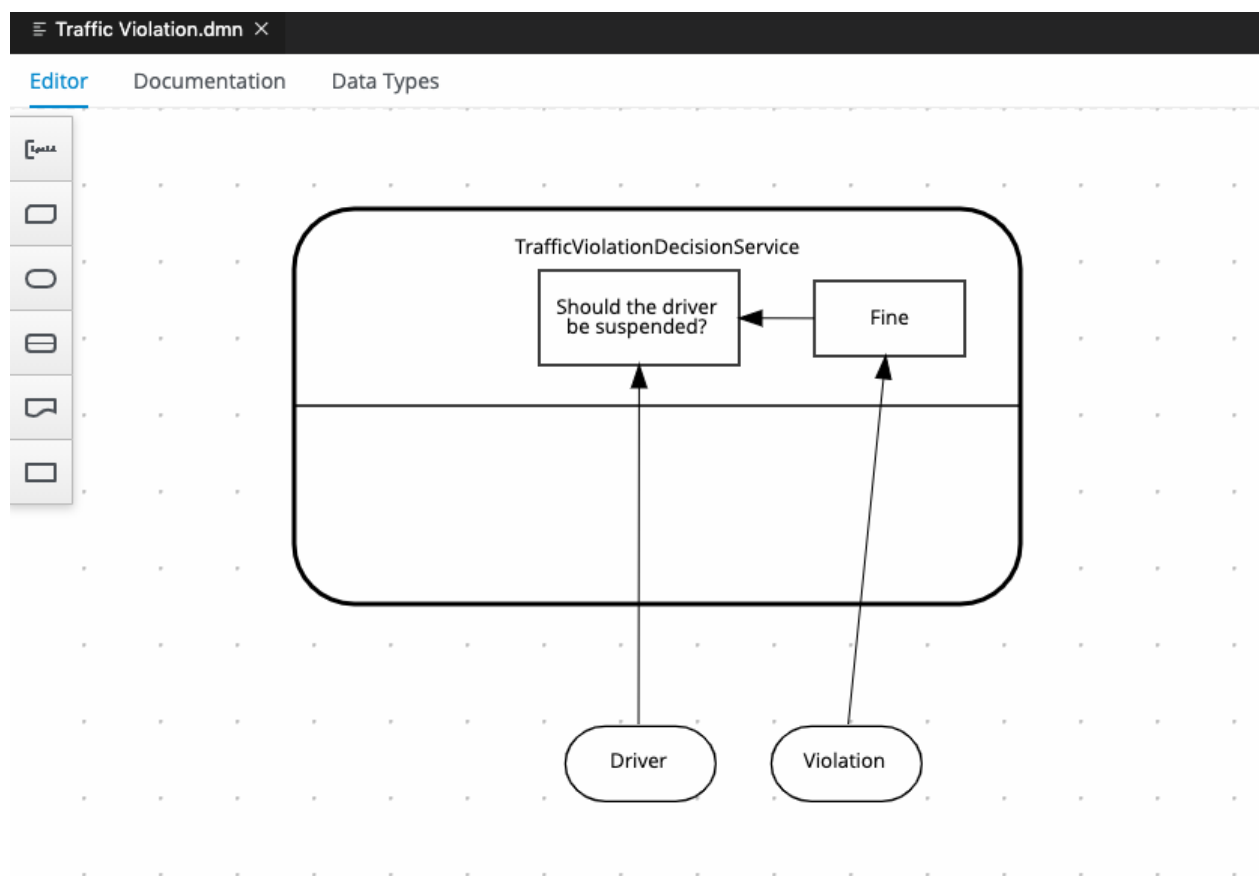 Traffic Violation.dmn
Editor Documentation Data Types
TrafficViolationDecisionService
Should the driver
be suspended?
Fine
Driver
Violation